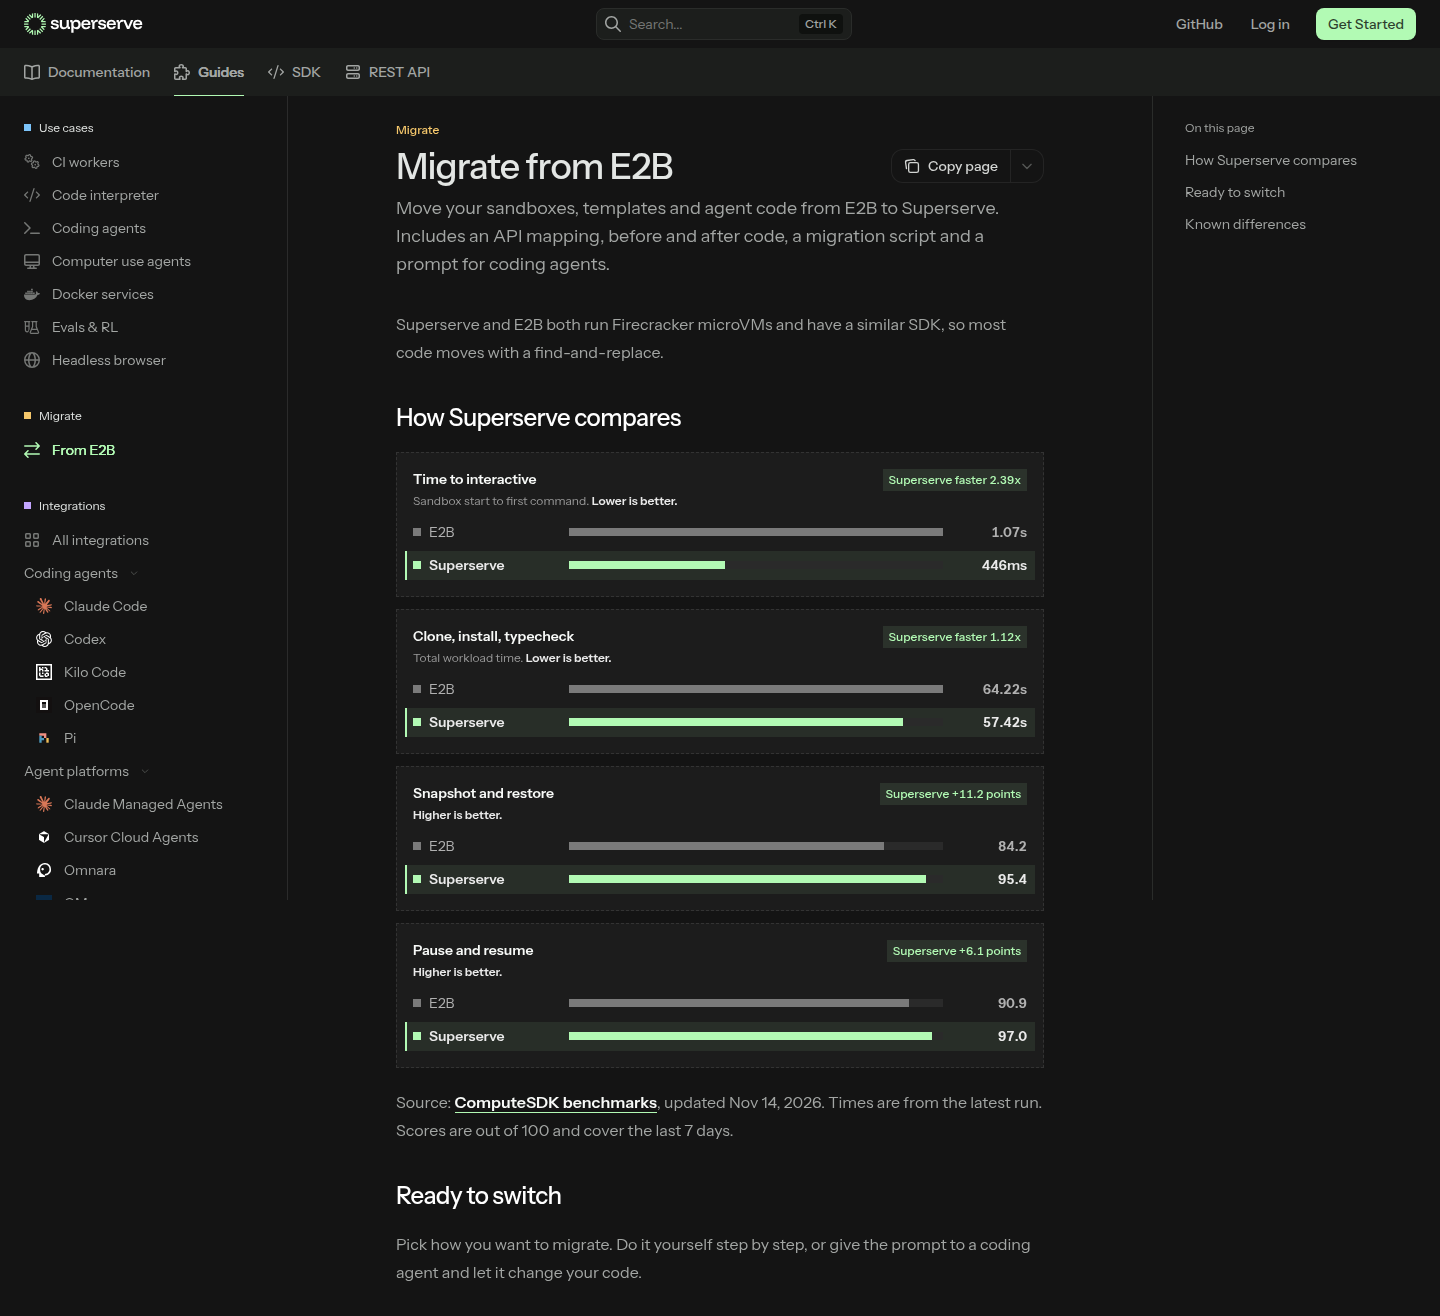 superserve
Search...
Ctrl K
GitHub
Log in
Get Started
Documentation
Guides
SDK
REST API
Use cases
CI workers
Code interpreter
Coding agents
Computer use agents
Docker services
Evals & RL
Headless browser
Migrate
From E2B
Integrations
All integrations
Coding agents
Claude Code
Codex
Kilo Code
OpenCode
Pi
Agent platforms
Claude Managed Agents
Cursor Cloud Agents
Omnara
Migrate
Migrate from E2B
Copy page
Move your sandboxes, templates and agent code from E2B to Superserve.
Includes an API mapping, before and after code, a migration script and a
prompt for coding agents.
Superserve and E2B both run Firecracker microVMs and have a similar SDK, so most
code moves with a find-and-replace.
How Superserve compares
Time to interactive
Superserve faster 2.39x
Sandbox start to first command. Lower is better.
E2B
1.07s
Superserve
446ms
Clone, install, typecheck
Superserve faster 1.12x
Total workload time. Lower is better.
E2B
64.22s
Superserve
57.42s
Snapshot and restore
Superserve +11.2 points
Higher is better.
E2B
84.2
Superserve
95.4
Pause and resume
Superserve +6.1 points
Higher is better.
E2B
90.9
Superserve
97.0
Source: ComputeSDK benchmarks, updated Nov 14, 2026. Times are from the latest run.
Scores are out of 100 and cover the last 7 days.
Ready to switch
Pick how you want to migrate. Do it yourself step by step, or give the prompt to a coding
agent and let it change your code.
On this page
How Superserve compares
Ready to switch
Known differences